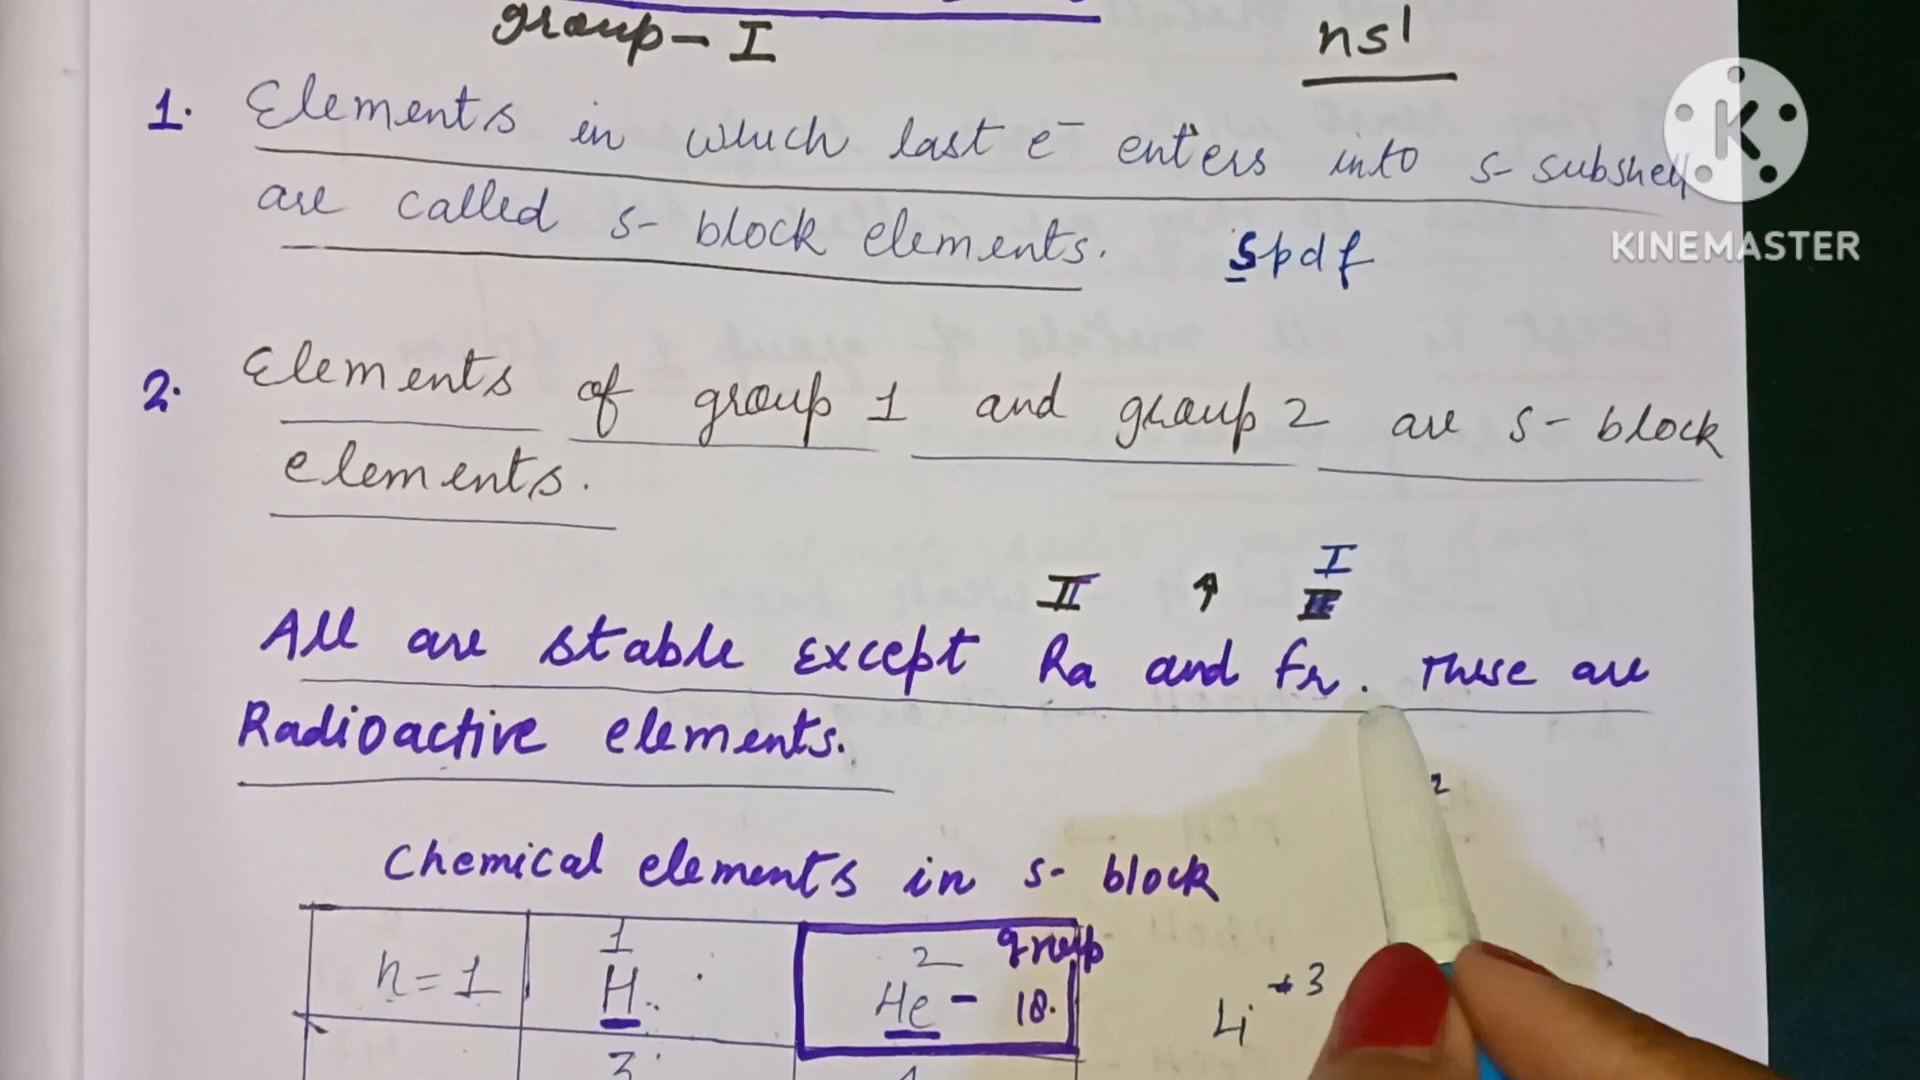 group - I
ns1
1. Elements in which last e- enters into s- subshell
are called s- block elements. spdf
KINEMASTER
2. Elements of group 1 and group 2 are s- block
elements.
II ↑ I
All are stable except Ra and Fr. These are
Radioactive elements.
2
Chemical elements in s- block
n=1 1 2 group
H. He - 18.
Li 3
3